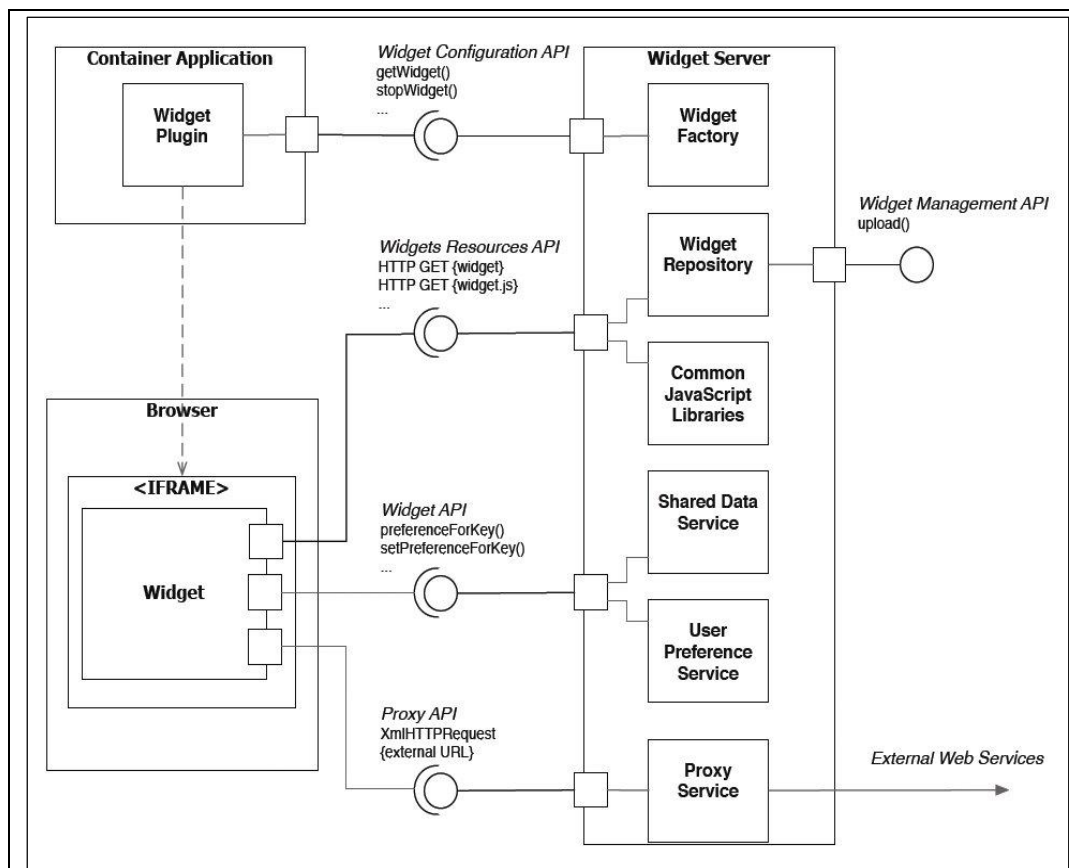 Container Application
Widget
Plugin
Widget Configuration API
getWidget()
stopWidget()
...
Widget Server
Widget
Factory
Widget Management API
upload()
Widgets Resources API
HTTP GET {widget}
HTTP GET {widget.js}
...
Widget
Repository
Common
JavaScript
Libraries
Browser
<IFRAME>
Widget
Widget API
preferenceForKey()
setPreferenceForKey()
...
Shared Data
Service
User
Preference
Service
Proxy API
XmlHTTPRequest
{external URL}
Proxy
Service
External Web Services